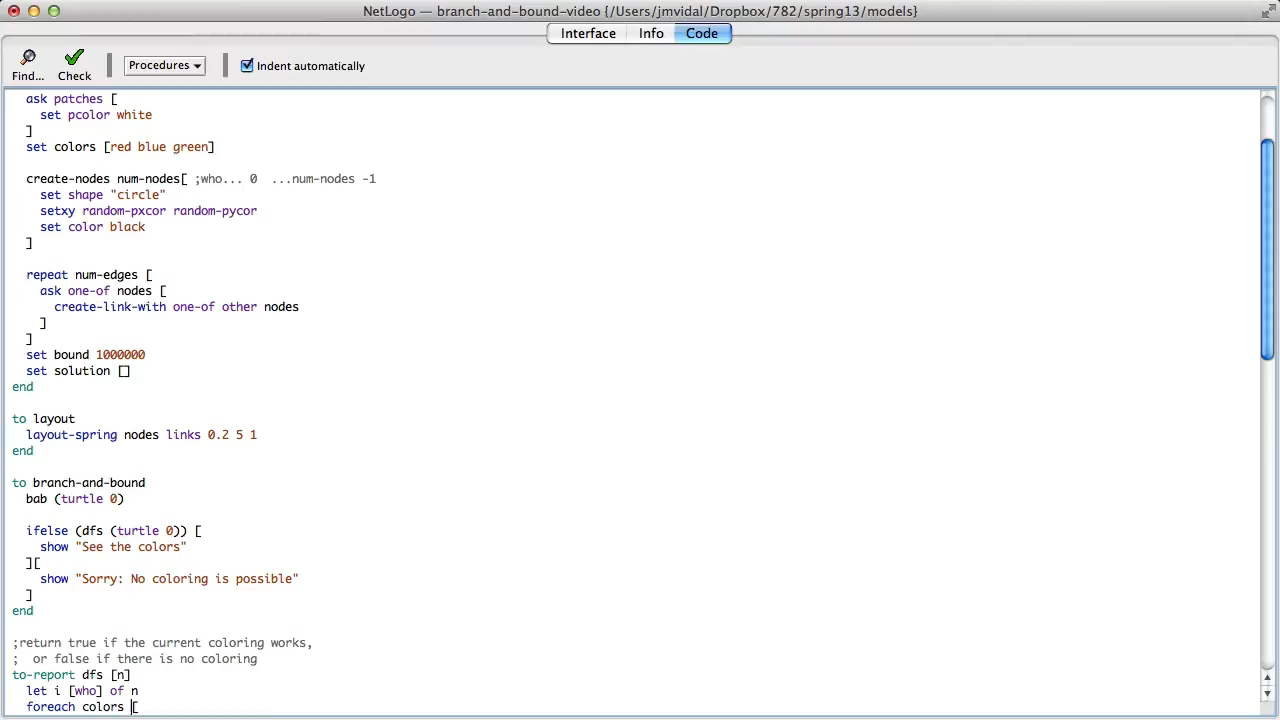 NetLogo — branch-and-bound-video {/Users/jmvidal/Dropbox/782/spring13/models}
Interface Info Code
Find... Check Procedures Indent automatically
ask patches [
set pcolor white
]
set colors [red blue green]
create-nodes num-nodes[ ;who... 0  ...num-nodes -1
set shape "circle"
setxy random-pxcor random-pycor
set color black
]
repeat num-edges [
ask one-of nodes [
create-link-with one-of other nodes
]
]
set bound 1000000
set solution []
end
to layout
layout-spring nodes links 0.2 5 1
end
to branch-and-bound
bab (turtle 0)
ifelse (dfs (turtle 0)) [
show "See the colors"
][
show "Sorry: No coloring is possible"
]
end
;return true if the current coloring works,
;  or false if there is no coloring
to-report dfs [n]
let i [who] of n
foreach colors [